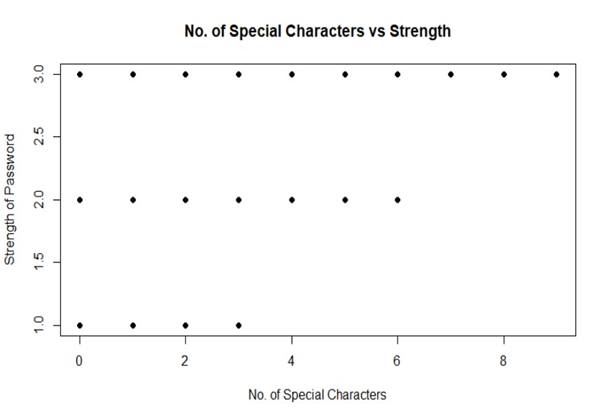 No. of Special Characters vs Strength
Strength of Password
3.0
2.5
2.0
1.5
1.0
0 2 4 6 8
No. of Special Characters